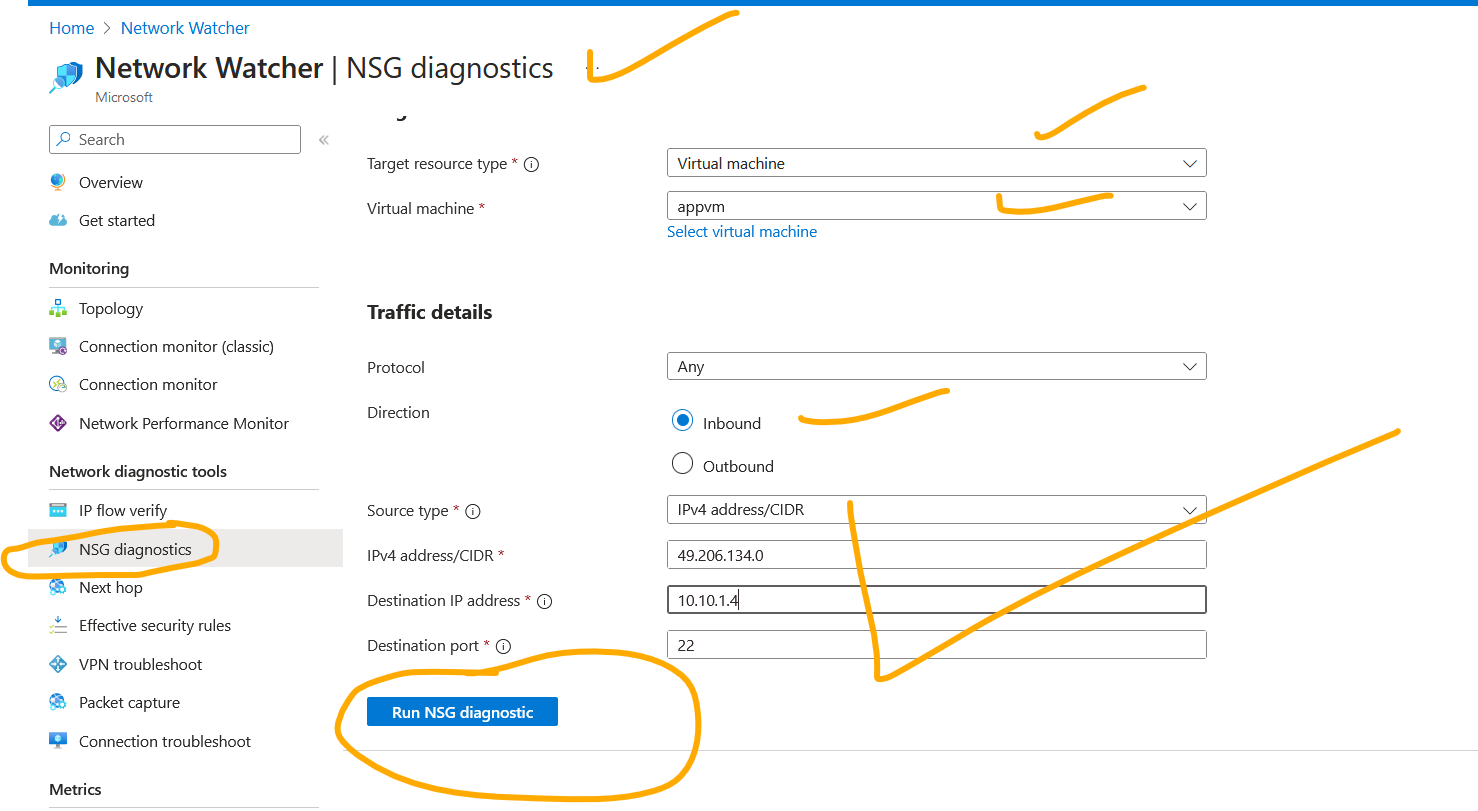 Home > Network Watcher
Network Watcher | NSG diagnostics
Microsoft
Search
«
Overview
Get started
Monitoring
Topology
Connection monitor (classic)
Connection monitor
Network Performance Monitor
Network diagnostic tools
IP flow verify
NSG diagnostics
Next hop
Effective security rules
VPN troubleshoot
Packet capture
Connection troubleshoot
Metrics
Target resource type *
Virtual machine
Virtual machine *
appvm
Select virtual machine
Traffic details
Protocol
Any
Direction
Inbound
Outbound
Source type *
IPv4 address/CIDR
IPv4 address/CIDR *
49.206.134.0
Destination IP address *
10.10.1.4
Destination port *
22
Run NSG diagnostic